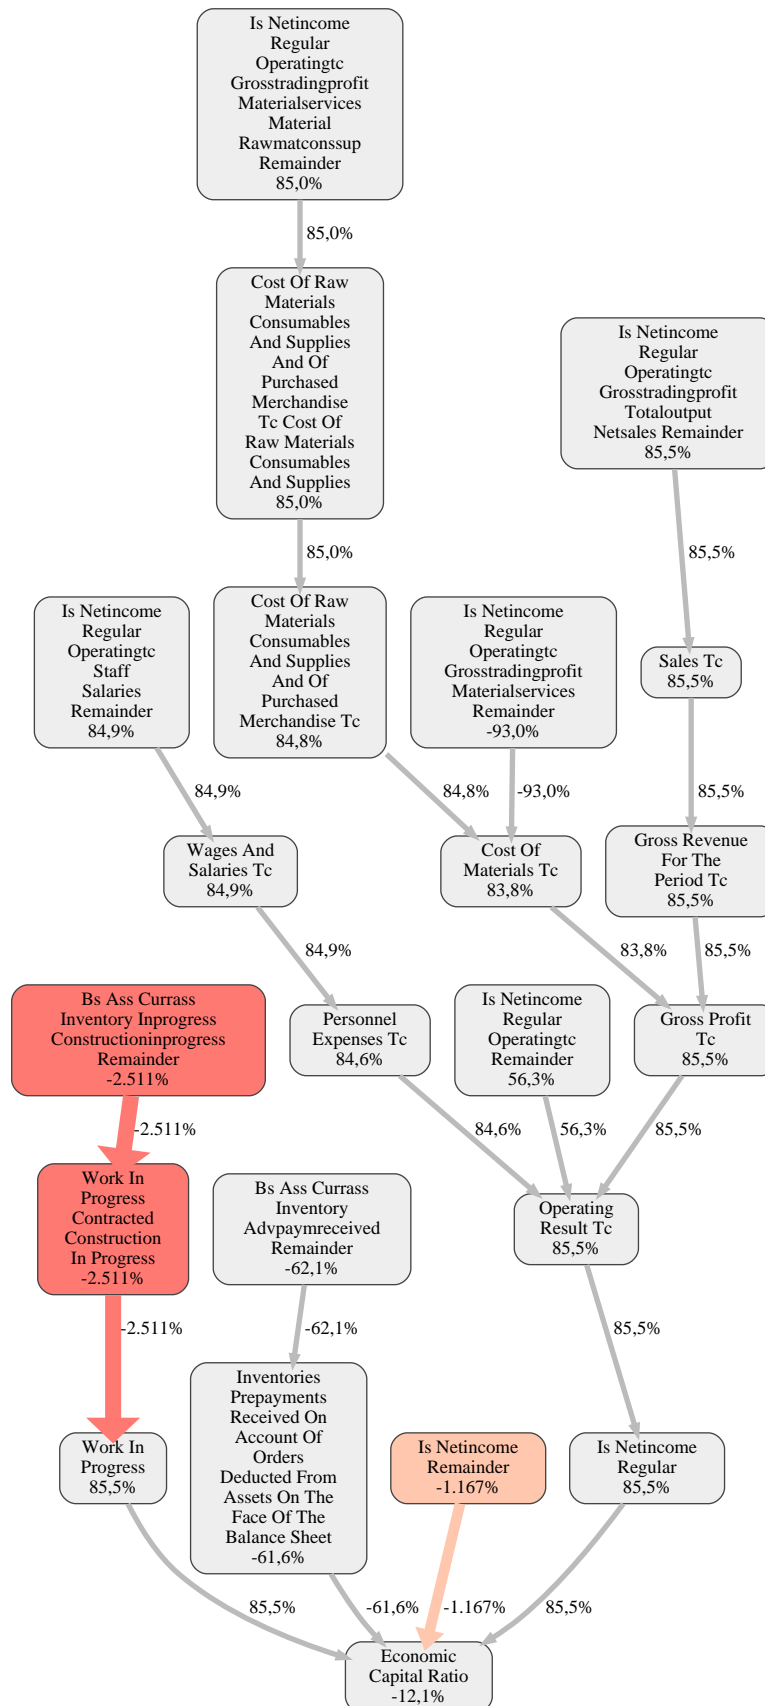 Is Netincome
Regular
Operatingtc
Grosstradingprofit
Materialservices
Material
Rawmatconssup
Remainder
85,0%
85,0%
Cost Of Raw
Materials
Consumables
And Supplies
And Of
Purchased
Merchandise
Tc Cost Of
Raw Materials
Consumables
And Supplies
85,0%
Is Netincome
Regular
Operatingtc
Grosstradingprofit
Totaloutput
Netsales Remainder
85,5%
85,0%
85,5%
Is Netincome
Regular
Operatingtc
Staff
Salaries
Remainder
84,9%
Cost Of Raw
Materials
Consumables
And Supplies
And Of
Purchased
Merchandise Tc
84,8%
Is Netincome
Regular
Operatingtc
Grosstradingprofit
Materialservices
Remainder
-93,0%
Sales Tc
85,5%
84,9%
84,8%
-93,0%
85,5%
Wages And
Salaries Tc
84,9%
Cost Of
Materials Tc
83,8%
Gross Revenue
For The
Period Tc
85,5%
84,9%
83,8%
85,5%
Bs Ass Currass
Inventory Inprogress
Constructioninprogress
Remainder
-2.511%
Personnel
Expenses Tc
84,6%
Is Netincome
Regular
Operatingtc
Remainder
56,3%
Gross Profit
Tc
85,5%
-2.511%
84,6%
56,3%
85,5%
Work In
Progress
Contracted
Construction
In Progress
-2.511%
Bs Ass Currass
Inventory
Advpaymreceived
Remainder
-62,1%
Operating
Result Tc
85,5%
-2.511%
-62,1%
85,5%
Work In
Progress
85,5%
Inventories
Prepayments
Received On
Account Of
Orders
Deducted From
Assets On The
Face Of The
Balance Sheet
-61,6%
Is Netincome
Remainder
-1.167%
Is Netincome
Regular
85,5%
85,5%
-61,6%
-1.167%
85,5%
Economic
Capital Ratio
-12,1%